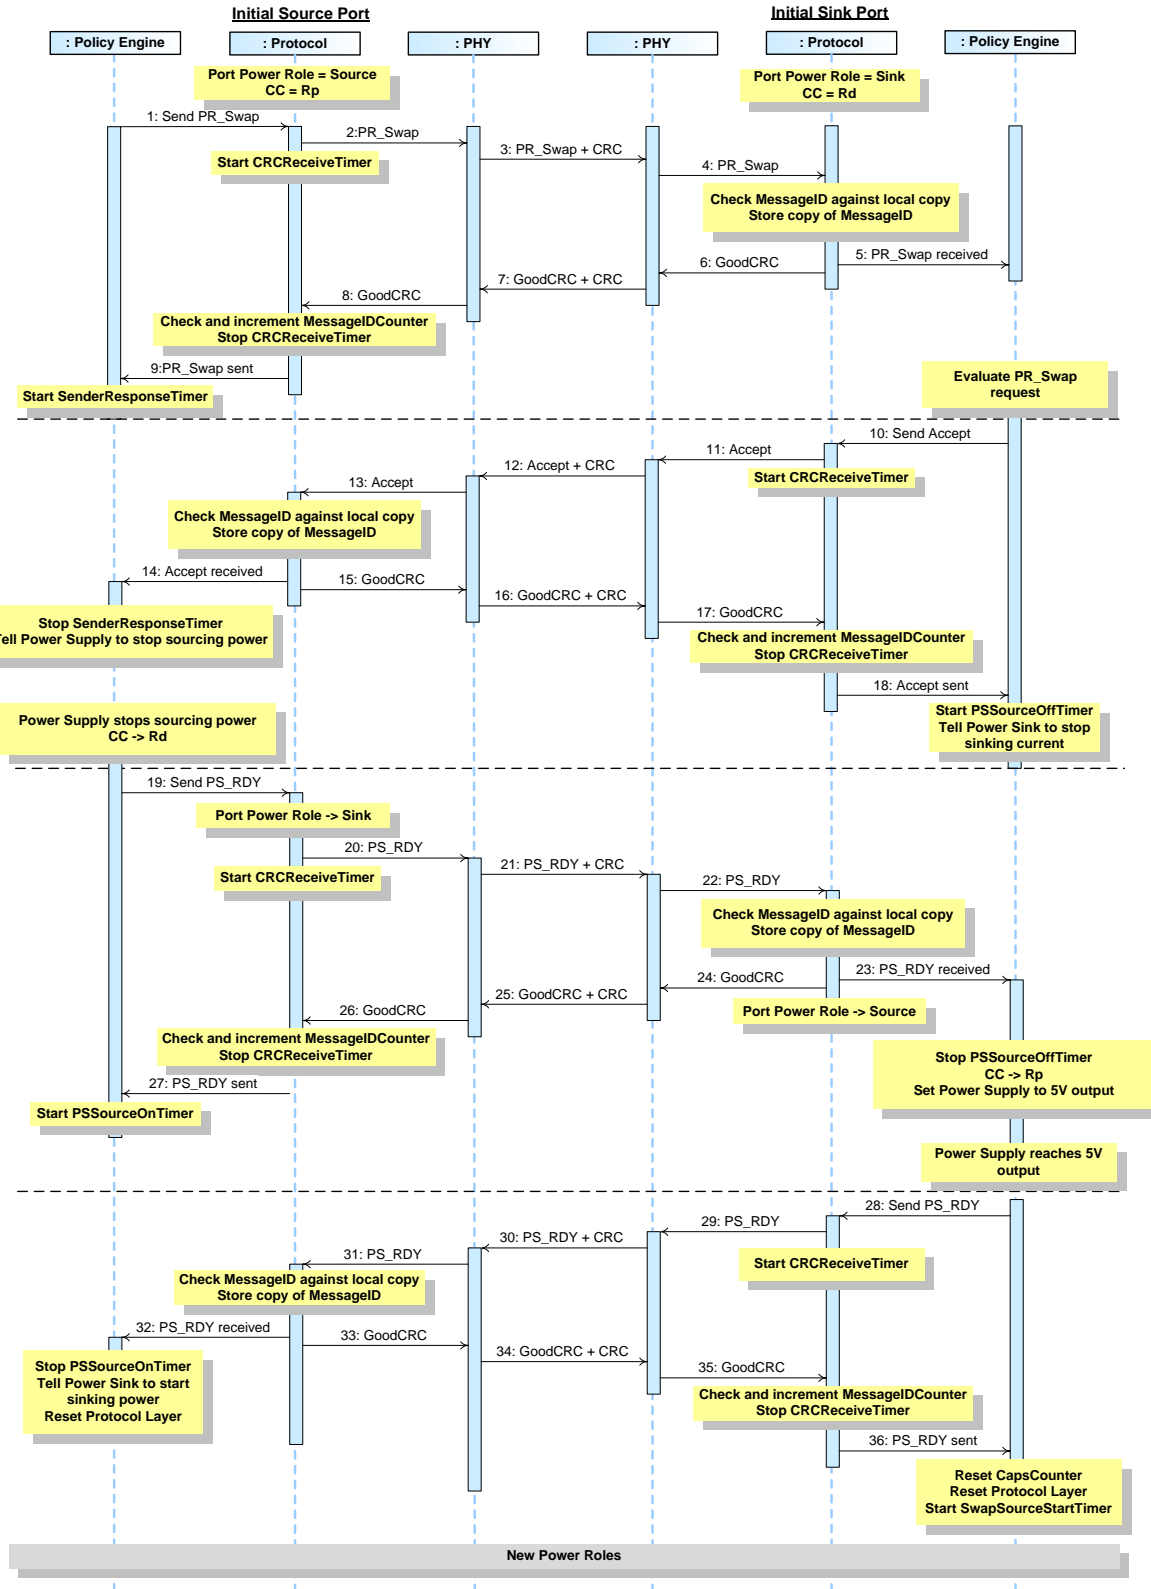 Initial Source Port
Initial Sink Port
: Policy Engine
: Protocol
: PHY
: PHY
: Protocol
: Policy Engine
Port Power Role = Source
CC = Rp
Port Power Role = Sink
CC = Rd
1: Send PR_Swap
2:PR_Swap
Start CRCReceiveTimer
3: PR_Swap + CRC
4: PR_Swap
Check MessageID against local copy
Store copy of MessageID
5: PR_Swap received
6: GoodCRC
7: GoodCRC + CRC
8: GoodCRC
Check and increment MessageIDCounter
Stop CRCReceiveTimer
9:PR_Swap sent
Start SenderResponseTimer
Evaluate PR_Swap
request
10: Send Accept
11: Accept
Start CRCReceiveTimer
12: Accept + CRC
13: Accept
Check MessageID against local copy
Store copy of MessageID
14: Accept received
15: GoodCRC
16: GoodCRC + CRC
17: GoodCRC
Stop SenderResponseTimer
Tell Power Supply to stop sourcing power
Check and increment MessageIDCounter
Stop CRCReceiveTimer
18: Accept sent
Power Supply stops sourcing power
CC -> Rd
Start PSSourceOffTimer
Tell Power Sink to stop
sinking current
19: Send PS_RDY
Port Power Role -> Sink
20: PS_RDY
Start CRCReceiveTimer
21: PS_RDY + CRC
22: PS_RDY
Check MessageID against local copy
Store copy of MessageID
23: PS_RDY received
24: GoodCRC
25: GoodCRC + CRC
26: GoodCRC
Port Power Role -> Source
Check and increment MessageIDCounter
Stop CRCReceiveTimer
Stop PSSourceOffTimer
CC -> Rp
Set Power Supply to 5V output
27: PS_RDY sent
Start PSSourceOnTimer
Power Supply reaches 5V
output
28: Send PS_RDY
29: PS_RDY
30: PS_RDY + CRC
31: PS_RDY
Start CRCReceiveTimer
Check MessageID against local copy
Store copy of MessageID
32: PS_RDY received
33: GoodCRC
34: GoodCRC + CRC
35: GoodCRC
Stop PSSourceOnTimer
Tell Power Sink to start
sinking power
Reset Protocol Layer
Check and increment MessageIDCounter
Stop CRCReceiveTimer
36: PS_RDY sent
Reset CapsCounter
Reset Protocol Layer
Start SwapSourceStartTimer
New Power Roles